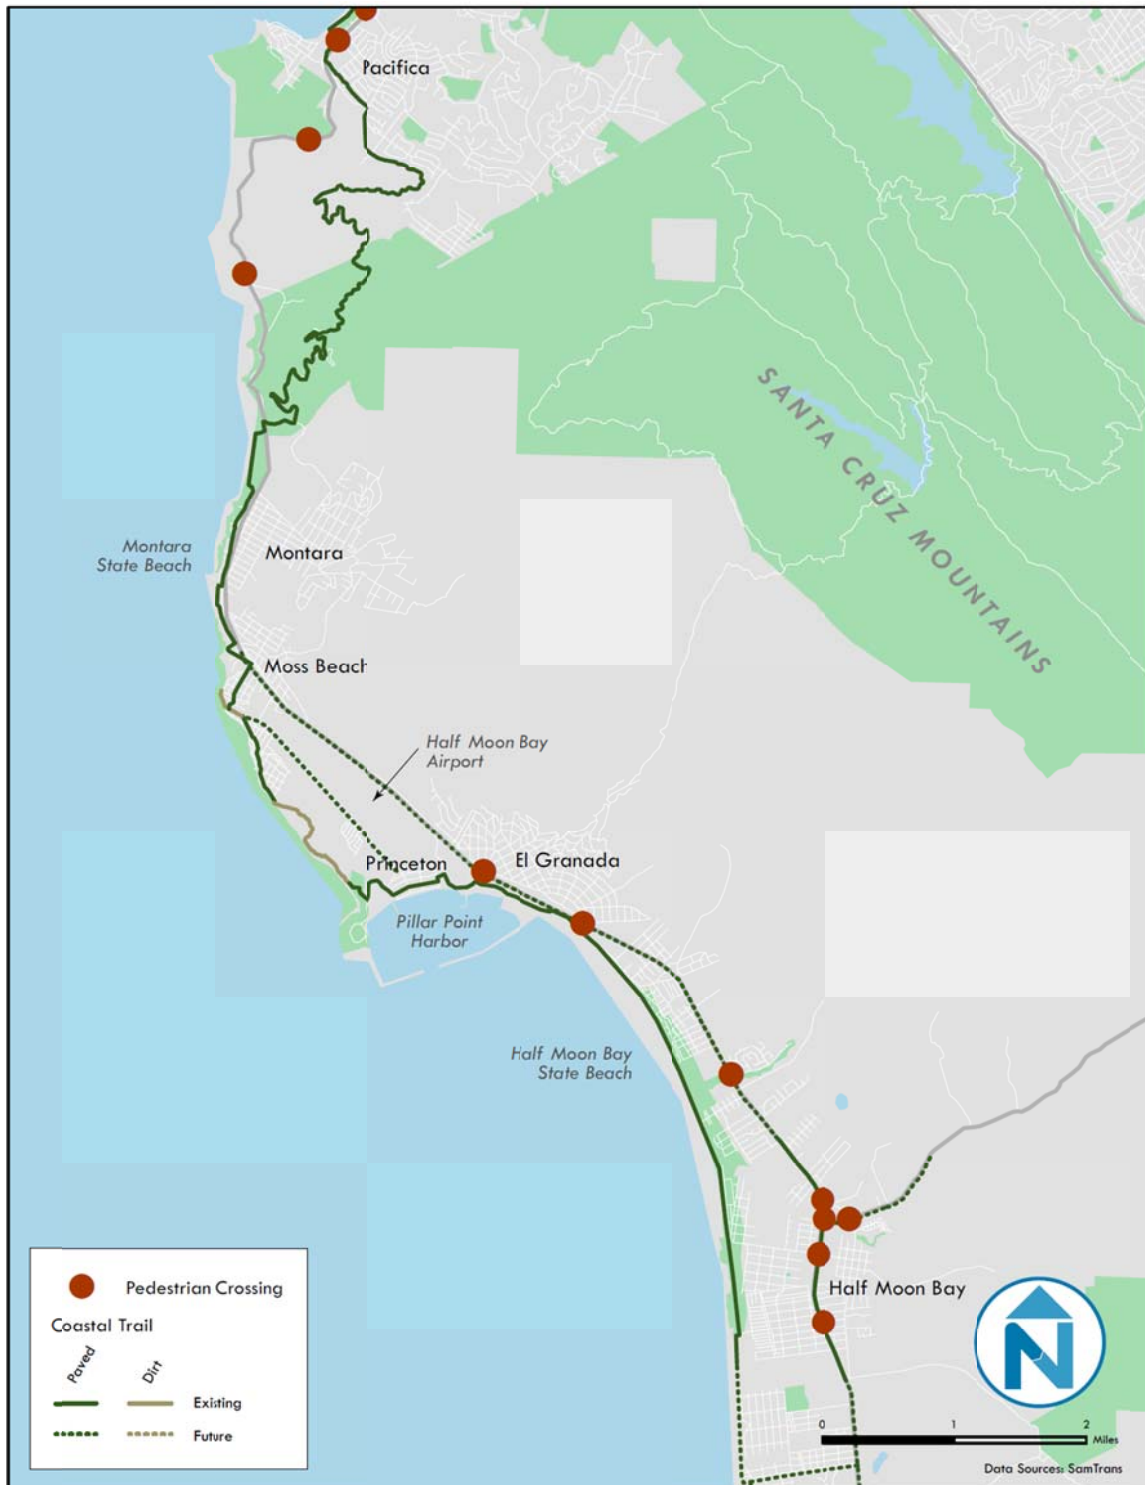 Pacifica
SANTA CRUZ MOUNTAINS
Montara
State Beach
Montara
Moss Beach
Half Moon Bay
Airport
Princeton
El Granada
Pillar Point
Harbor
Half Moon Bay
State Beach
Half Moon Bay
Pedestrian Crossing
Coastal Trail
Paved
Dirt
Existing
Future
N
0 1 2
Miles
Data Sources: SamTrans